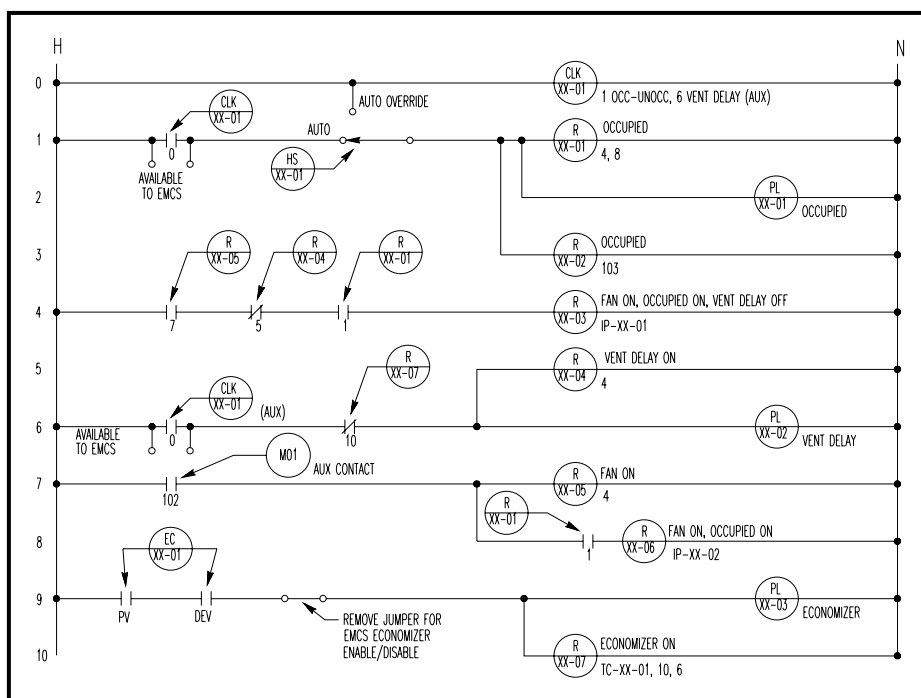 H
N
0
CLK
XX-01
1 OCC-UNOCC, 6 VENT DELAY (AUX)
AUTO OVERRIDE
CLK
XX-01
AUTO
1
0
R
XX-01
OCCUPIED
4, 8
HS
XX-01
AVAILABLE
TO EMCS
2
PL
XX-01
OCCUPIED
3
R
XX-05
R
XX-04
R
XX-01
R
XX-02
OCCUPIED
103
4
7
5
1
R
XX-03
FAN ON, OCCUPIED ON, VENT DELAY OFF
IP-XX-01
5
R
XX-07
R
XX-04
VENT DELAY ON
4
CLK
XX-01
(AUX)
6
AVAILABLE
TO EMCS
0
10
PL
XX-02
VENT DELAY
M01
AUX CONTACT
7
102
R
XX-05
FAN ON
4
R
XX-01
8
1
R
XX-06
FAN ON, OCCUPIED ON
IP-XX-02
EC
XX-01
9
PV
DEV
REMOVE JUMPER FOR
EMCS ECONOMIZER
ENABLE/DISABLE
PL
XX-03
ECONOMIZER
10
R
XX-07
ECONOMIZER ON
TC-XX-01, 10, 6